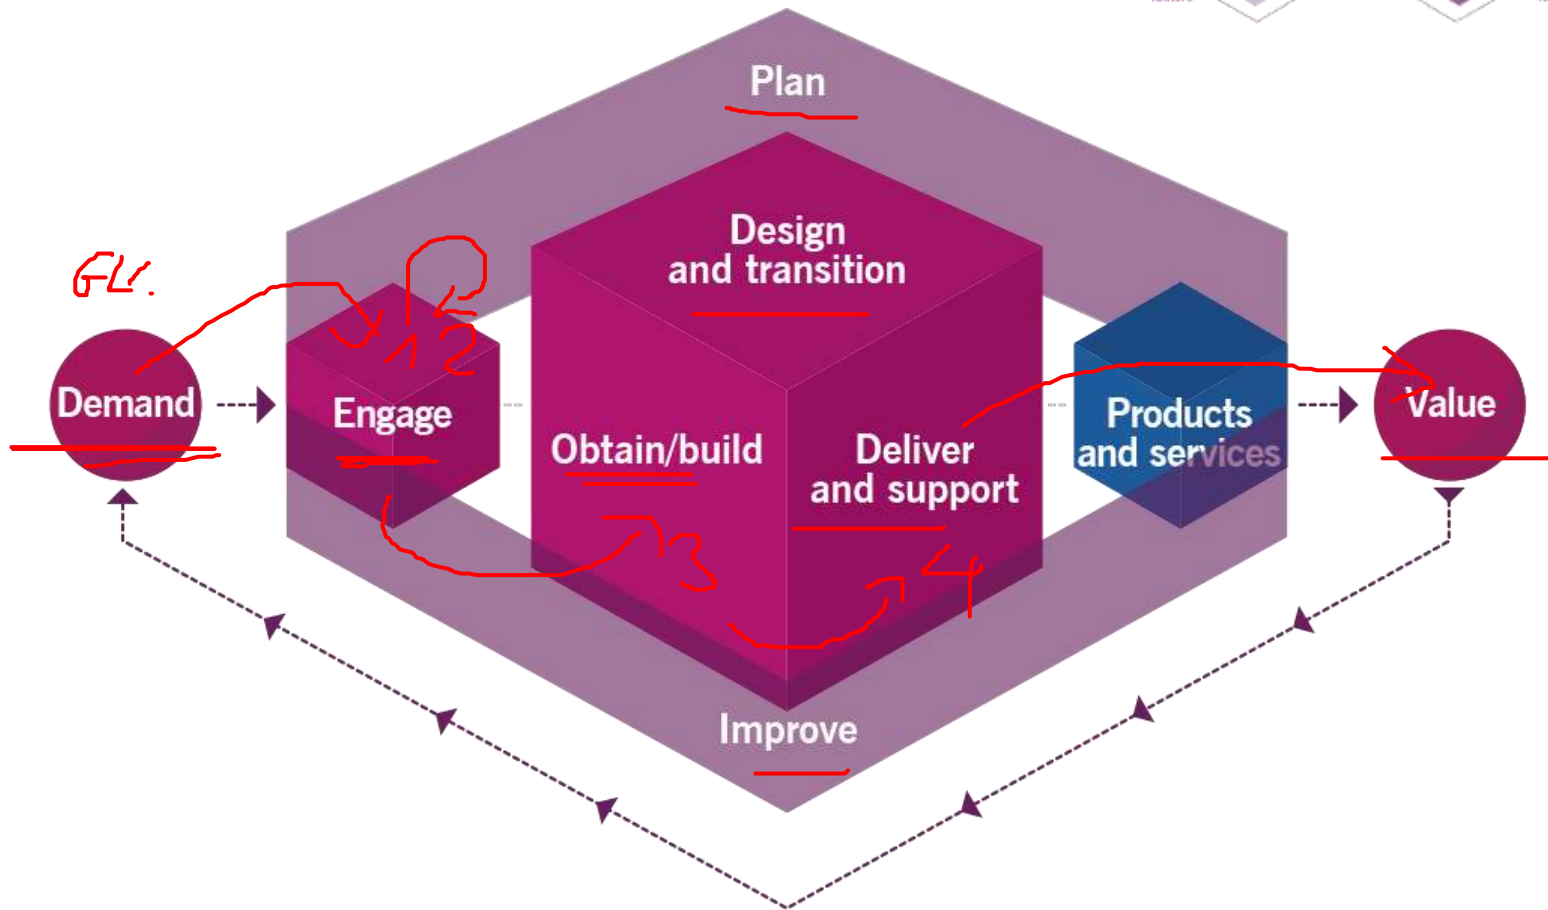 Plan
Design
and transition
Demand
1 2
Engage
Obtain/build
Deliver
and support
Products
and services
Value
3
4
Improve